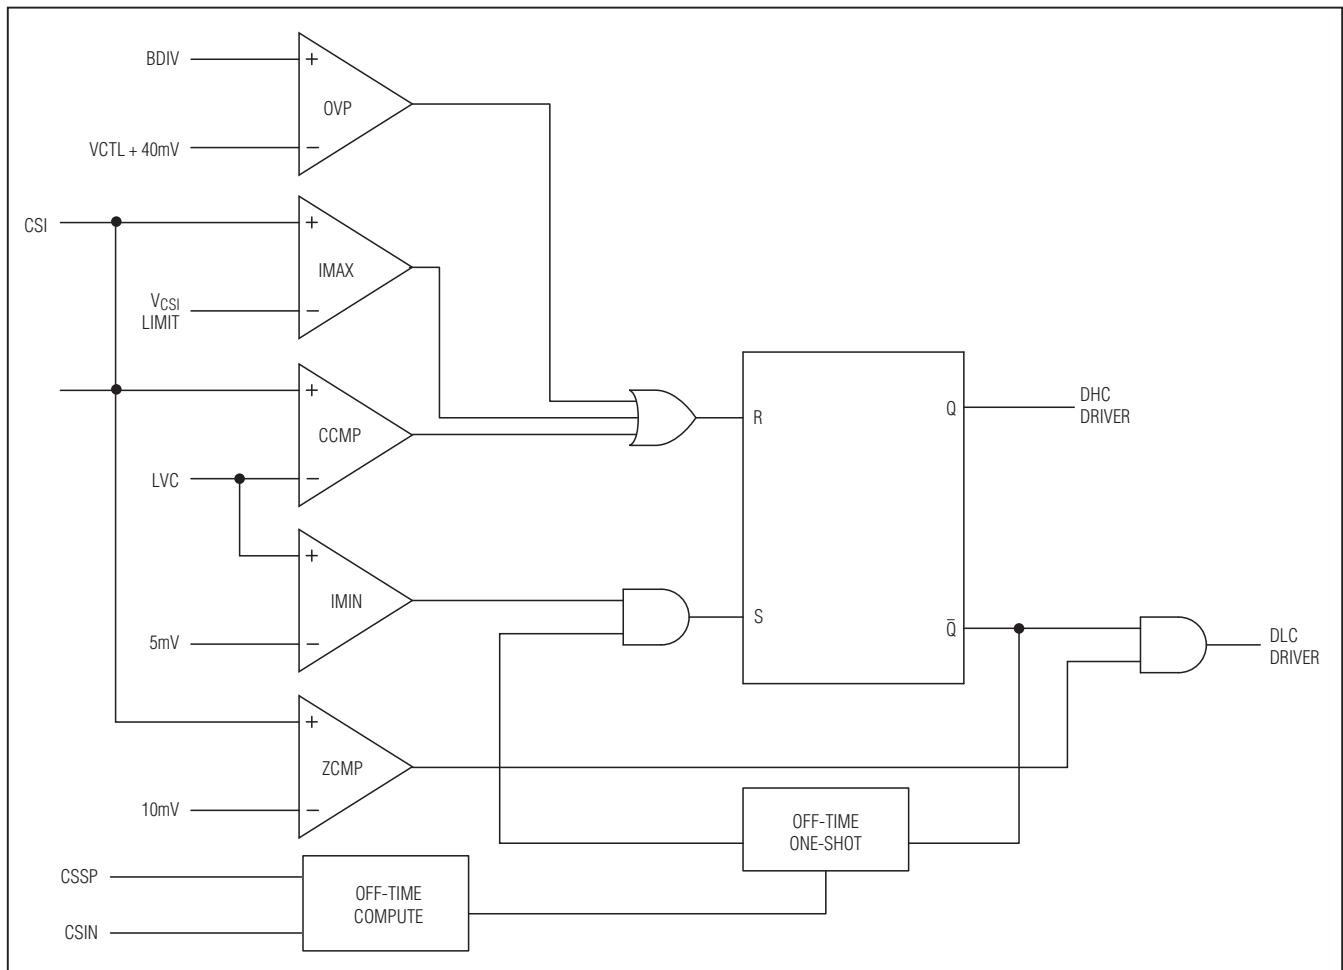 BDIV
+
OVP
VCTL + 40mV
−
CSI
+
IMAX
VCSI
LIMIT
−
+
CCMP
LVC
−
+
IMIN
5mV
−
+
ZCMP
10mV
−
R
Q
DHC
DRIVER
S
Q̅
DLC
DRIVER
OFF-TIME
ONE-SHOT
CSSP
OFF-TIME
COMPUTE
CSIN